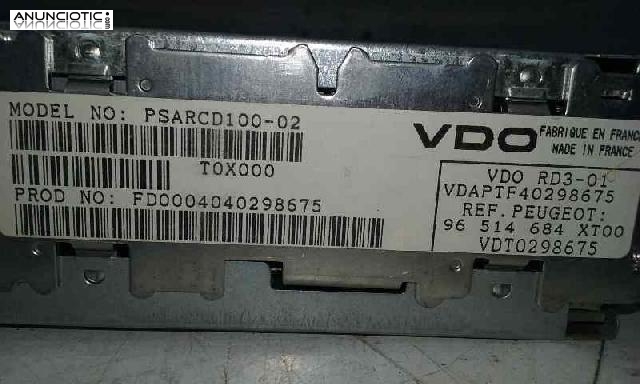 ANUNCIOTIC.com
MODEL NO: PSARCD100-02
T0X000
PROD NO: FD0004040298675
VDO
FABRIQUE EN FRANCE
MADE IN FRANCE
VDO RD3-01
VDAPTF40298675
REF. PEUGEOT:
96 514 684 XT00
VDT0298675